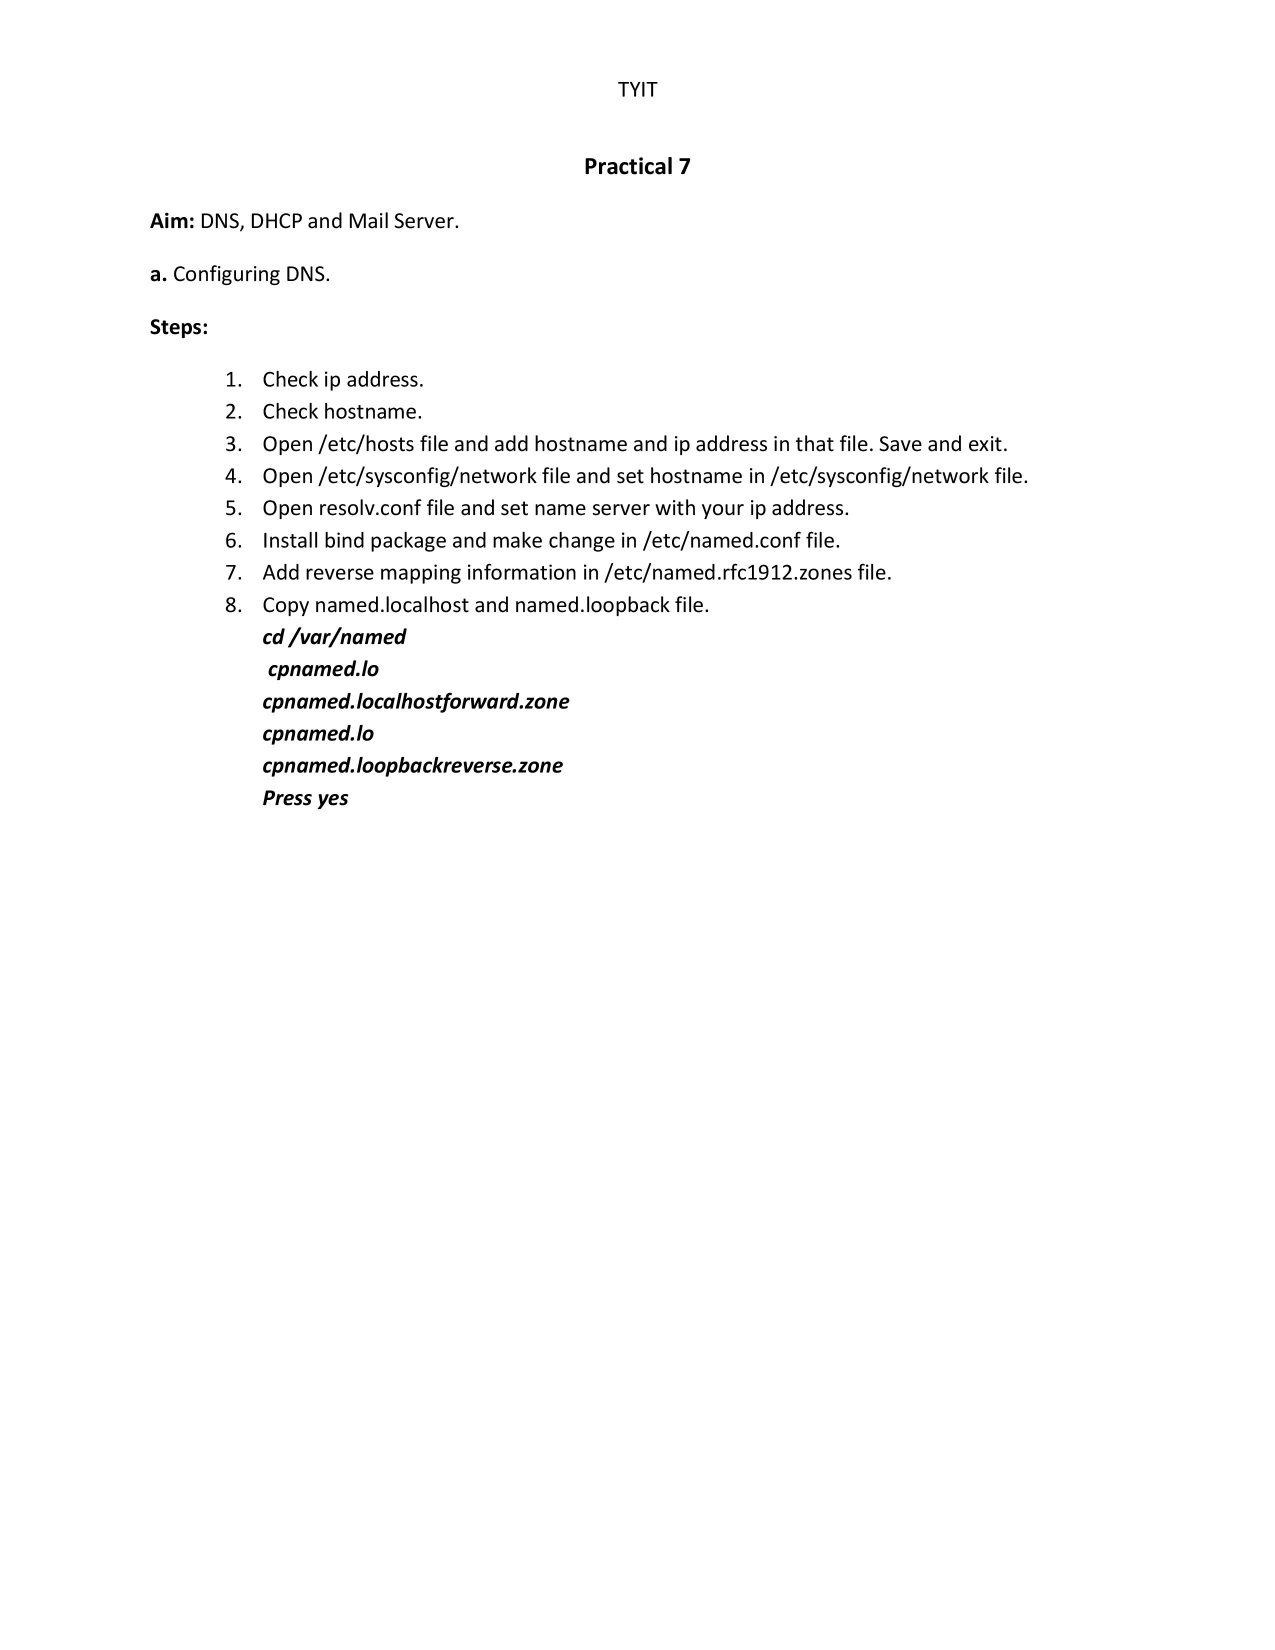 TYIT
Practical 7
Aim: DNS, DHCP and Mail Server.
a. Configuring DNS.
Steps:
1. Check ip address.
2. Check hostname.
3. Open /etc/hosts file and add hostname and ip address in that file. Save and exit.
4. Open /etc/sysconfig/network file and set hostname in /etc/sysconfig/network file.
5. Open resolv.conf file and set name server with your ip address.
6. Install bind package and make change in /etc/named.conf file.
7. Add reverse mapping information in /etc/named.rfc1912.zones file.
8. Copy named.localhost and named.loopback file.
cd /var/named
cpnamed.lo
cpnamed.localhostforward.zone
cpnamed.lo
cpnamed.loopbackreverse.zone
Press yes